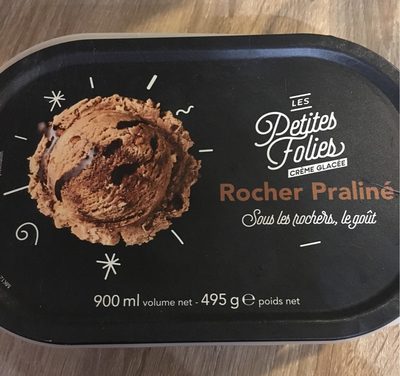 LES
Petites
Folies
CRÈME GLACÉE
Rocher Praliné
Sous les rochers, le goût
900 ml volume net - 495 g e poids net